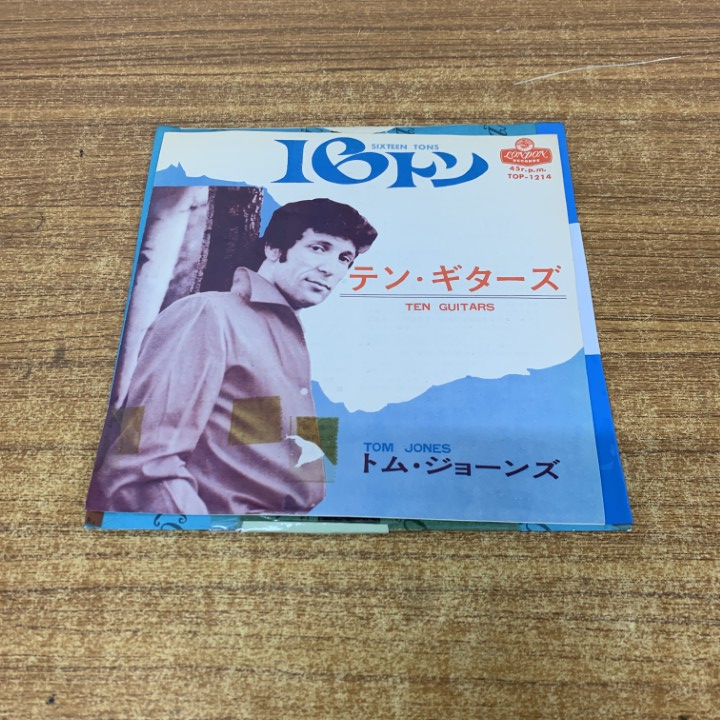 SIXTEEN TONS
16トン
LONDON
45r.p.m.
TOP-1214
テン・ギターズ
TEN GUITARS
TOM JONES
トム・ジョーンズ